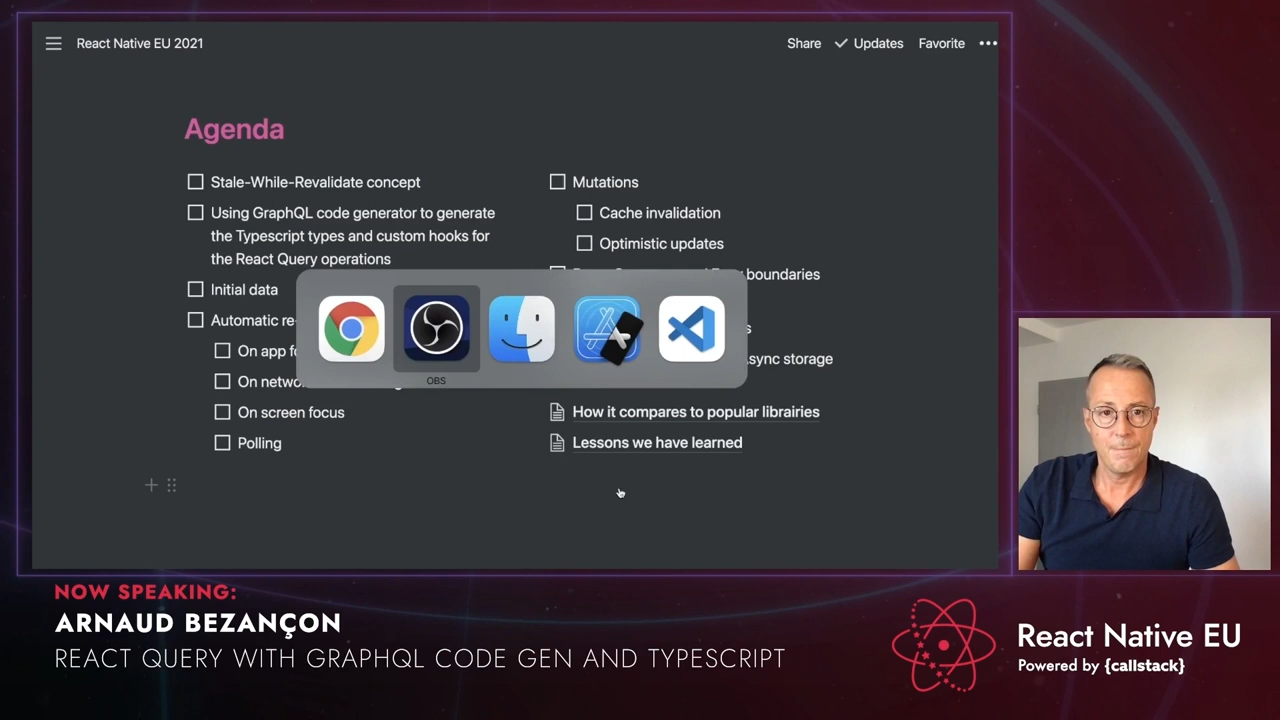 React Native EU 2021
Share
Updates
Favorite
Agenda
Stale-While-Revalidate concept
Using GraphQL code generator to generate
the Typescript types and custom hooks for
the React Query operations
Initial data
Automatic re-
On app fo
On netwo
On screen focus
Polling
Mutations
Cache invalidation
Optimistic updates
boundaries
sync storage
How it compares to popular librairies
Lessons we have learned
OBS
NOW SPEAKING:
ARNAUD BEZANÇON
REACT QUERY WITH GRAPHQL CODE GEN AND TYPESCRIPT
React Native EU
Powered by {callstack}